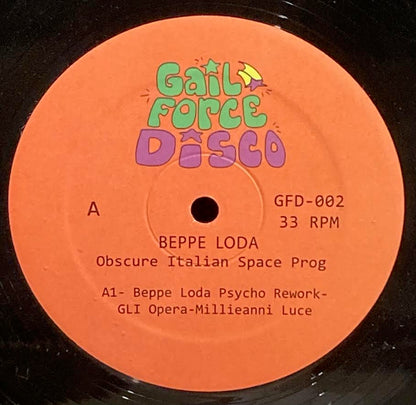 Gail
FORCE
DiSCO
A
GFD-002
33 RPM
BEPPE LODA
Obscure Italian Space Prog
A1- Beppe Loda Psycho Rework-
GLI Opera-Millieanni Luce